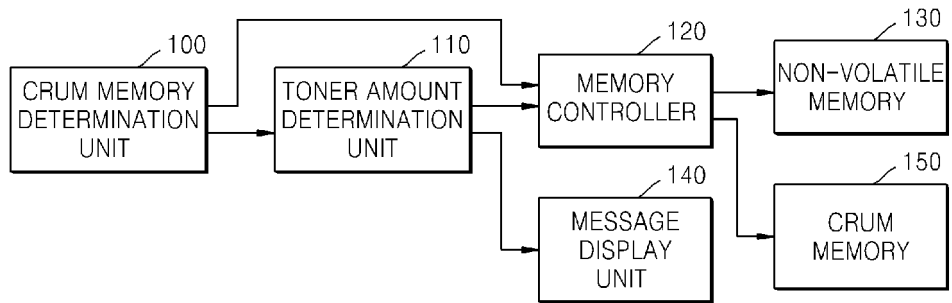 100
CRUM MEMORY
DETERMINATION
UNIT
110
TONER AMOUNT
DETERMINATION
UNIT
120
MEMORY
CONTROLLER
130
NON-VOLATILE
MEMORY
140
MESSAGE
DISPLAY
UNIT
150
CRUM
MEMORY